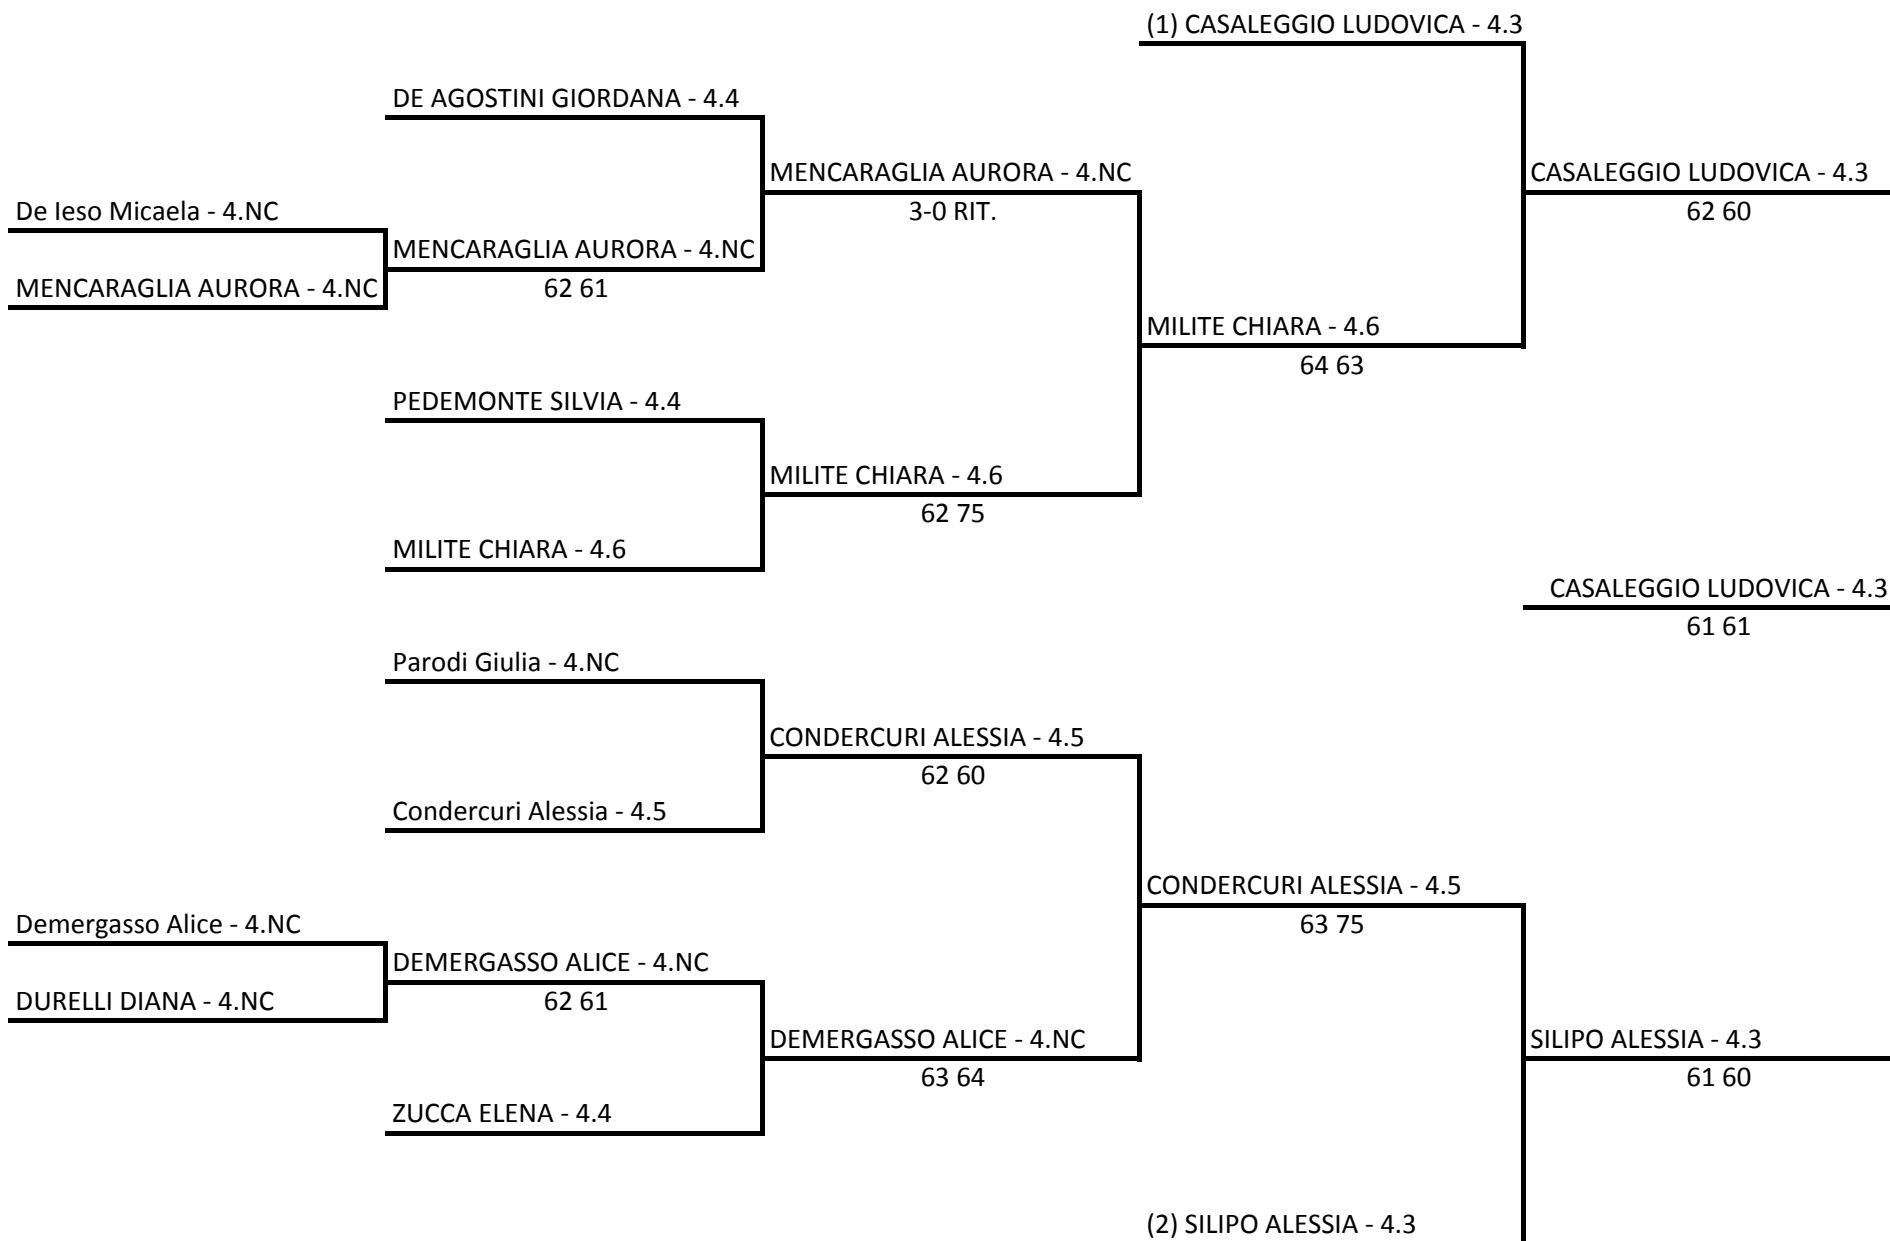 (1) CASALEGGIO LUDOVICA - 4.3
DE AGOSTINI GIORDANA - 4.4
MENCARAGLIA AURORA - 4.NC
3-0 RIT.
CASALEGGIO LUDOVICA - 4.3
62 60
De Ieso Micaela - 4.NC
MENCARAGLIA AURORA - 4.NC
62 61
MENCARAGLIA AURORA - 4.NC
MILITE CHIARA - 4.6
64 63
PEDEMONTE SILVIA - 4.4
MILITE CHIARA - 4.6
62 75
MILITE CHIARA - 4.6
CASALEGGIO LUDOVICA - 4.3
61 61
Parodi Giulia - 4.NC
CONDERCURI ALESSIA - 4.5
62 60
Condercuri Alessia - 4.5
CONDERCURI ALESSIA - 4.5
63 75
Demergasso Alice - 4.NC
DEMERGASSO ALICE - 4.NC
62 61
DURELLI DIANA - 4.NC
DEMERGASSO ALICE - 4.NC
63 64
SILIPO ALESSIA - 4.3
61 60
ZUCCA ELENA - 4.4
(2) SILIPO ALESSIA - 4.3